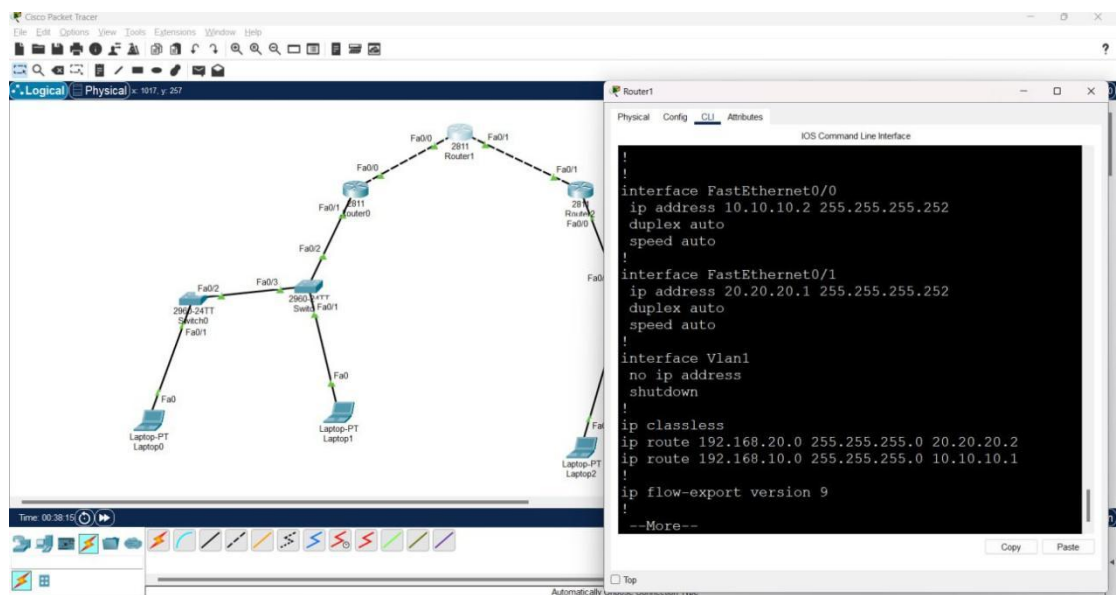 Cisco Packet Tracer
File Edit Options View Tools Extensions Window Help
?
Logical Physical x: 1017, y: 257
Fa0/0 Fa0/1
2811
Router1
Fa0/0
Fa0/1
2811
Fa0/1
Fa0/0
Fa0/2
Fa0/2
Fa0/3
2960-24TT
Switch0
Fa0/1
Fa0/1
Fa0
Laptop-PT
Laptop0
Fa0
Laptop-PT
Laptop1
Laptop-PT
Laptop2
Time: 00:38:15
Router1
Physical Config CLI Attributes
IOS Command Line Interface
!
!
interface FastEthernet0/0
ip address 10.10.10.2 255.255.255.252
duplex auto
speed auto
!
interface FastEthernet0/1
ip address 20.20.20.1 255.255.255.252
duplex auto
speed auto
!
interface Vlan1
no ip address
shutdown
!
ip classless
ip route 192.168.20.0 255.255.255.0 20.20.20.2
ip route 192.168.10.0 255.255.255.0 10.10.10.1
!
ip flow-export version 9
!
--More--
Copy Paste
Top